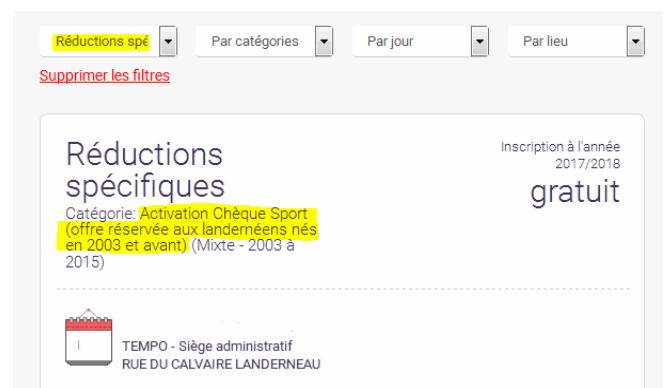 Réductions spé Par catégories Par jour Par lieu
Supprimer les filtres
Réductions
spécifiques
Inscription à l'année
2017/2018
gratuit
Catégorie: Activation Chèque Sport
(offre réservée aux landernéens nés
en 2003 et avant) (Mixte - 2003 à
2015)
TEMPO - Siège administratif
RUE DU CALVAIRE LANDERNEAU